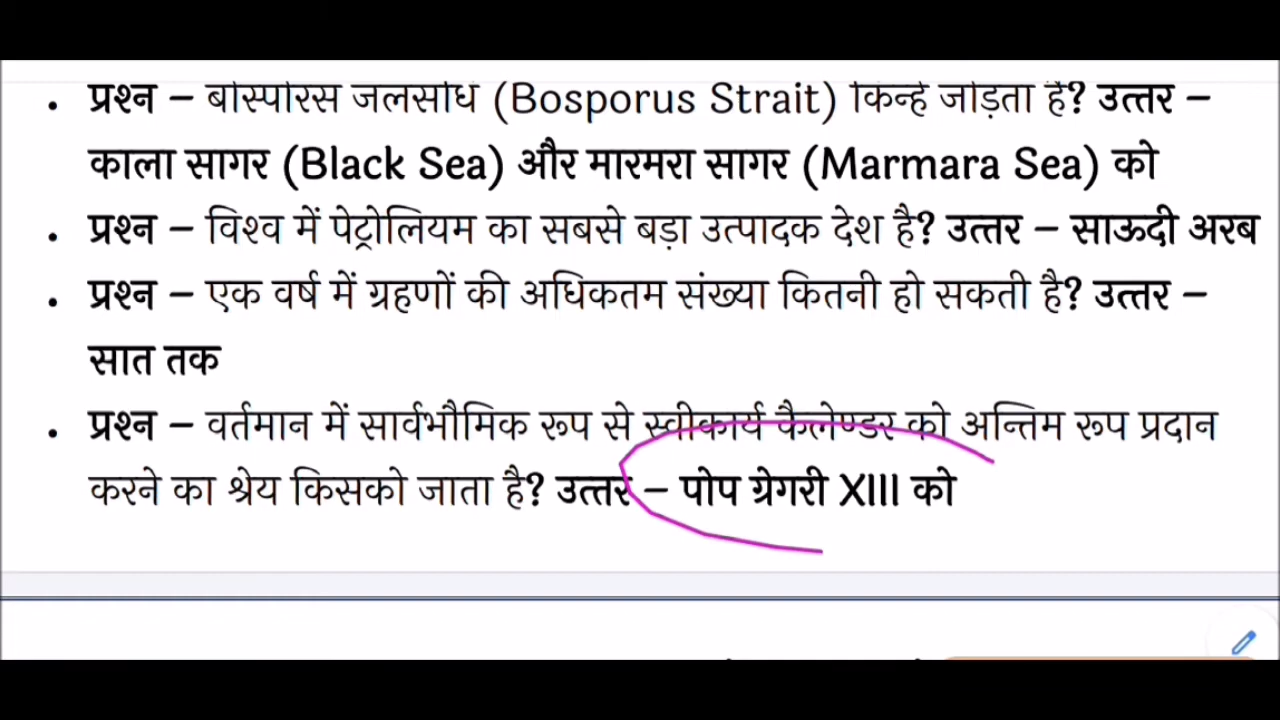 • प्रश्न – बोस्पोरस जलसंधि (Bosporus Strait) किन्हें जोड़ता है? उत्तर –
काला सागर (Black Sea) और मारमरा सागर (Marmara Sea) को
• प्रश्न – विश्व में पेट्रोलियम का सबसे बड़ा उत्पादक देश है? उत्तर – साऊदी अरब
• प्रश्न – एक वर्ष में ग्रहणों की अधिकतम संख्या कितनी हो सकती है? उत्तर –
सात तक
• प्रश्न – वर्तमान में सार्वभौमिक रूप से स्वीकार्य कैलेण्डर को अन्तिम रूप प्रदान
करने का श्रेय किसको जाता है? उत्तर – पोप ग्रेगरी XIII को